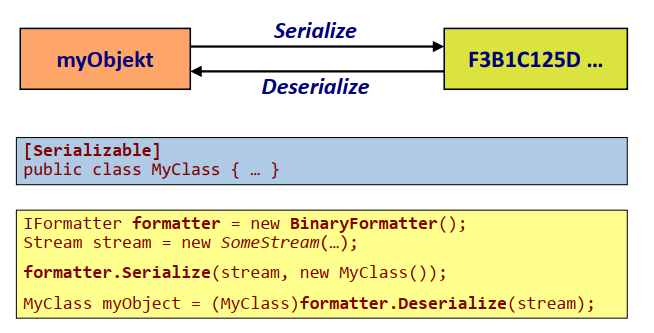 Serialize
myObjekt
F3B1C125D …
Deserialize
[Serializable]
public class MyClass { … }
IFormatter formatter = new BinaryFormatter();
Stream stream = new SomeStream(…);
formatter.Serialize(stream, new MyClass());
MyClass myObject = (MyClass)formatter.Deserialize(stream);